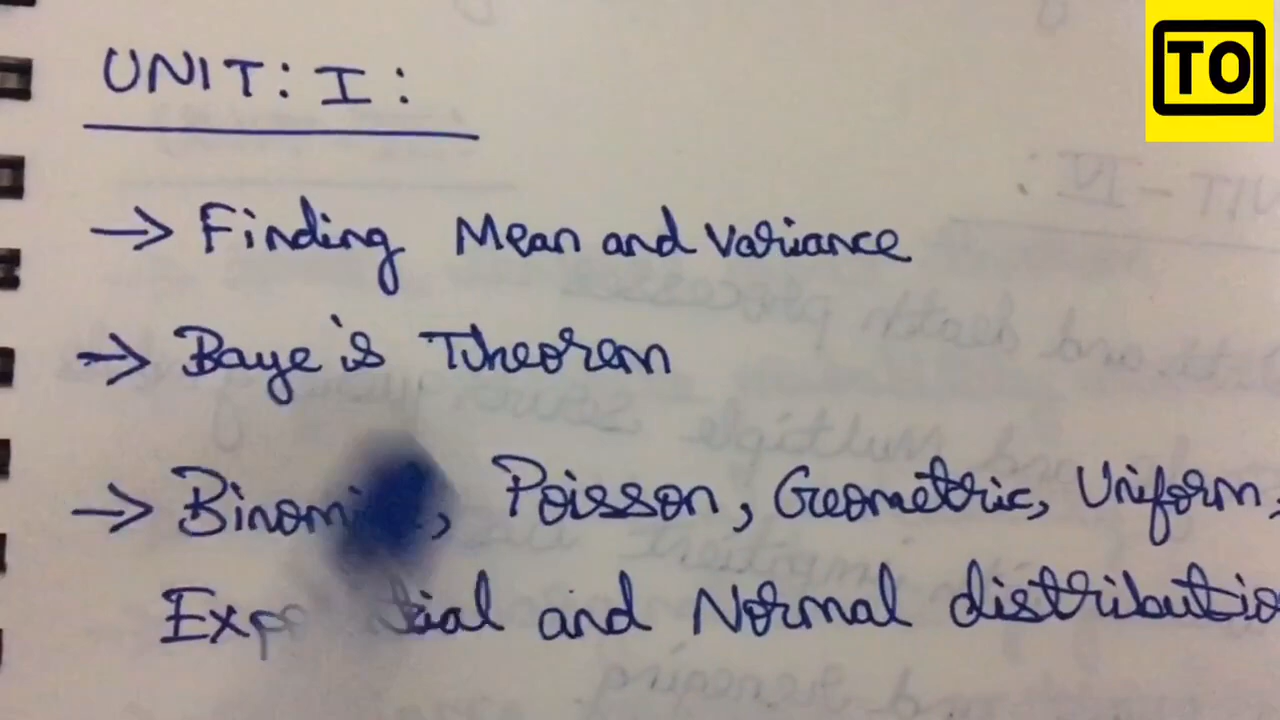 TO
UNIT: I:
→ Finding Mean and Variance
→ Baye's Theorem
→ , Poisson, Geometric, Uniform,
and Normal